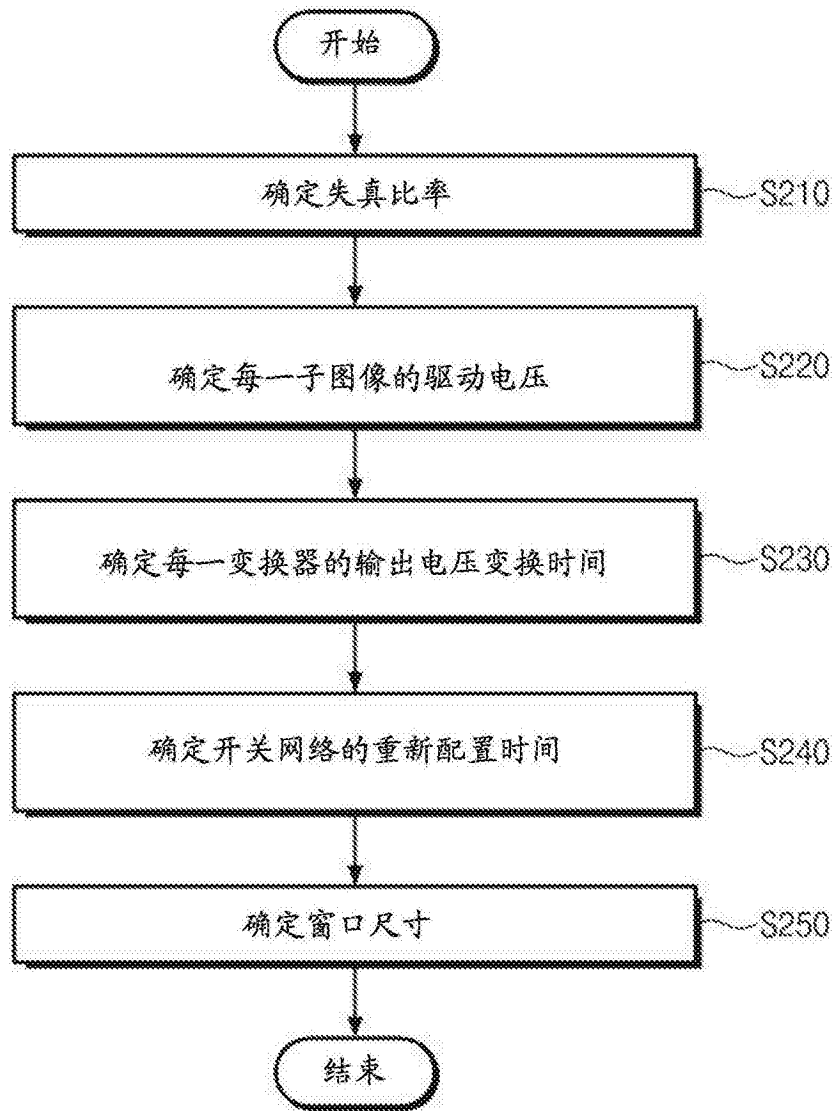 开始
确定失真比率
S210
确定每一子图像的驱动电压
S220
确定每一变换器的输出电压变换时间
S230
确定开关网络的重新配置时间
S240
确定窗口尺寸
S250
结束